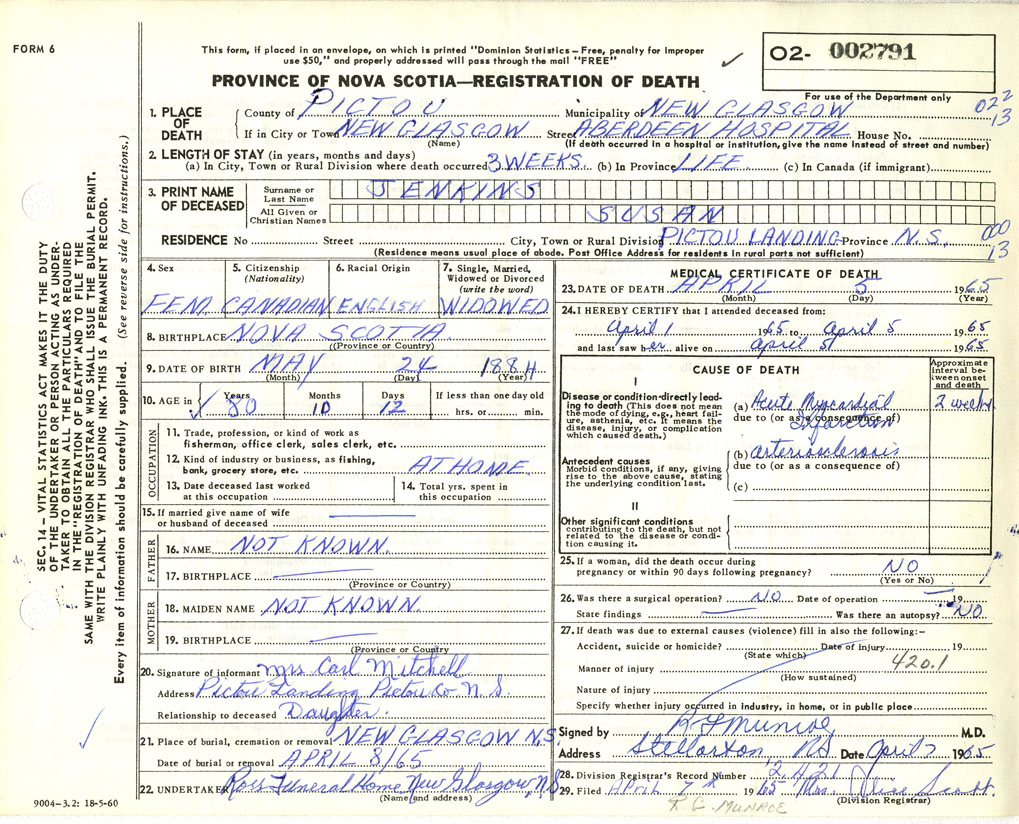 FORM 6
This form, if placed in an envelope, on which is printed "Dominion Statistics – Free, penalty for improper
use $50," and properly addressed will pass through the mail "FREE"
O2- 002791
PROVINCE OF NOVA SCOTIA—REGISTRATION OF DEATH
For use of the Department only
022
13
1. PLACE OF DEATH
County of PICTOU Municipality of NEW GLASGOW
If in City or Town NEW GLASGOW Street ABERDEEN HOSPITAL House No.
(Name) (If death occurred in a hospital or institution, give the name instead of street and number)
2. LENGTH OF STAY (in years, months and days)
(a) In City, Town or Rural Division where death occurred 3 WEEKS (b) In Province LIFE (c) In Canada (if immigrant)
3. PRINT NAME OF DECEASED
Surname or Last Name JENKINS
All Given or Christian Names SUSAN
000
13
RESIDENCE No Street City, Town or Rural Division PICTOU LANDING Province N.S.
(Residence means usual place of abode. Post Office Address for residents in rural parts not sufficient)
4. Sex FEM.
5. Citizenship (Nationality) CANADIAN
6. Racial Origin ENGLISH
7. Single, Married, Widowed or Divorced (write the word) WIDOWED
8. BIRTHPLACE NOVA SCOTIA
(Province or Country)
9. DATE OF BIRTH MAY 24 1884
(Month) (Day) (Year)
10. AGE in Years 80 Months 10 Days 12 If less than one day old
hrs. or min.
OCCUPATION
11. Trade, profession, or kind of work as
fisherman, office clerk, sales clerk, etc.
12. Kind of industry or business, as fishing,
bank, grocery store, etc. AT HOME
13. Date deceased last worked
at this occupation
14. Total yrs. spent in
this occupation
15. If married give name of wife
or husband of deceased
FATHER
16. NAME NOT KNOWN.
17. BIRTHPLACE
(Province or Country)
MOTHER
18. MAIDEN NAME NOT KNOWN
19. BIRTHPLACE
(Province or Country)
20. Signature of informant Mrs Carl Mitchell
Address Pictou Landing Pictou Co N.S.
Relationship to deceased Daughter.
21. Place of burial, cremation or removal NEW GLASGOW N.S.
Date of burial or removal APRIL 8/65
22. UNDERTAKER Ross Funeral Home New Glasgow, N.S.
(Name and address)
MEDICAL CERTIFICATE OF DEATH
23. DATE OF DEATH APRIL 5 1965
(Month) (Day) (Year)
24. I HEREBY CERTIFY that I attended deceased from:
April 1 1965 to April 5 1965
and last saw her alive on April 5 1965
CAUSE OF DEATH
Approximate interval between onset and death
I
Disease or condition directly leading to death (This does not mean the mode of dying, e.g., heart failure, asthenia, etc. It means the disease, injury, or complication which caused death.)
(a) Acute Myocardial Infarction 2 weeks
due to (or as a consequence of)
Antecedent causes
Morbid conditions, if any, giving rise to the above cause, stating the underlying condition last.
(b) arteriosclerosis
due to (or as a consequence of)
(c)
II
Other significant conditions
contributing to the death, but not related to the disease or condition causing it.
25. If a woman, did the death occur during
pregnancy or within 90 days following pregnancy? NO
(Yes or No)
26. Was there a surgical operation? NO Date of operation 19
State findings Was there an autopsy? NO
27. If death was due to external causes (violence) fill in also the following:—
Accident, suicide or homicide? Date of injury 19
(State which)
Manner of injury 420.1
(How sustained)
Nature of injury
Specify whether injury occurred in industry, in home, or in public place
Signed by K G Munroe M.D.
Address Stellarton, NS Date April 7 1965
28. Division Registrar's Record Number 2,421
29. Filed April 7th 1965 Mrs. Alice Scott.
(Division Registrar)
K. G. MUNROE
SEC. 14 – VITAL STATISTICS ACT MAKES IT THE DUTY
OF THE UNDERTAKER OR PERSON ACTING AS UNDER-
TAKER TO OBTAIN ALL THE PARTICULARS REQUIRED
IN THE "REGISTRATION OF DEATH" AND TO FILE THE
SAME WITH THE DIVISION REGISTRAR WHO SHALL ISSUE THE BURIAL PERMIT.
WRITE PLAINLY WITH UNFADING INK. THIS IS A PERMANENT RECORD.
Every item of information should be carefully supplied. (See reverse side for instructions.)
9004–3.2: 18-5-60